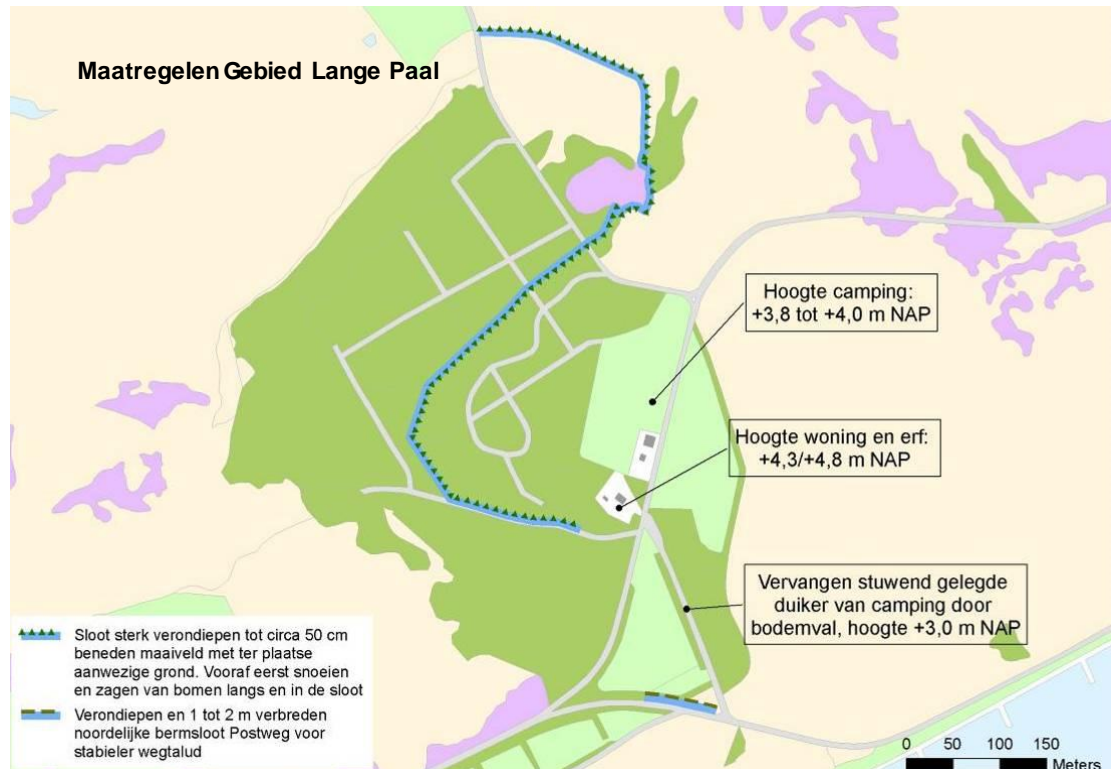 Maatregelen Gebied Lange Paal
Hoogte camping:
+3,8 tot +4,0 m NAP
Hoogte woning en erf:
+4,3/+4,8 m NAP
Vervangen stuwend gelegde
duiker van camping door
bodemval, hoogte +3,0 m NAP
Sloot sterk verondiepen tot circa 50 cm
beneden maaiveld met ter plaatse
aanwezige grond. Vooraf eerst snoeien
en zagen van bomen langs en in de sloot
Verondiepen en 1 tot 2 m verbreden
noordelijke bermsloot Postweg voor
stabieler wegtalud
0 50 100 150
Meters